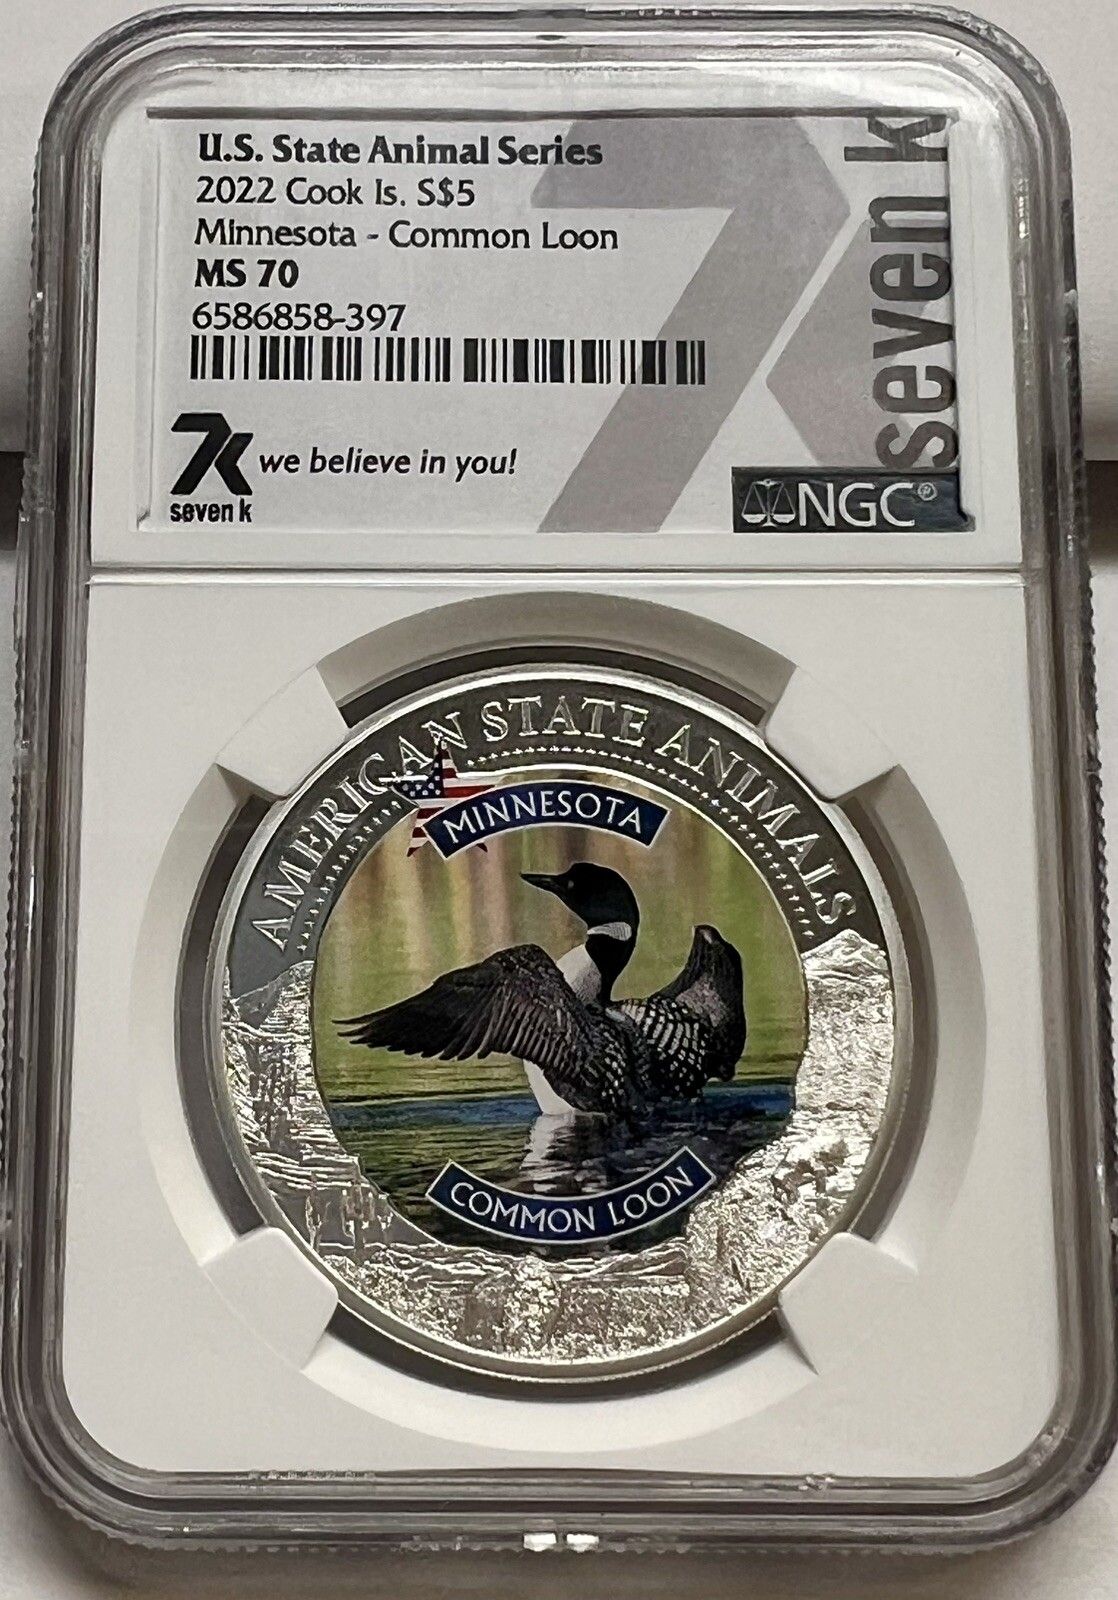 U.S. State Animal Series
2022 Cook Is. S$5
Minnesota - Common Loon
MS 70
6586858-397
7k we believe in you!
seven k
7k
seven k
NGC®
AMERICAN STATE ANIMALS
MINNESOTA
COMMON LOON